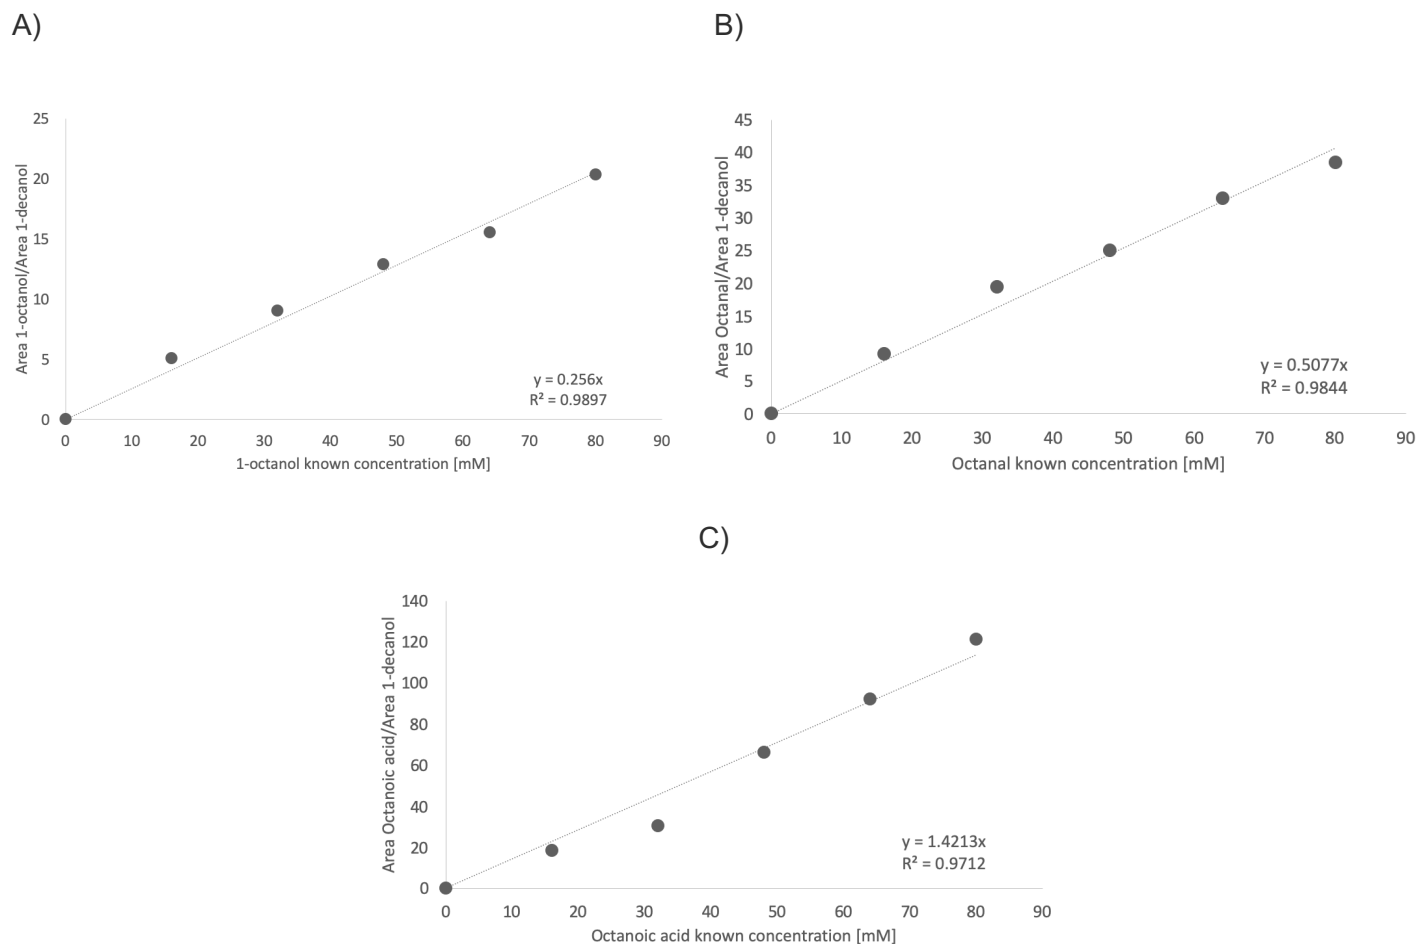 A)
Area 1-octanol/Area 1-decanol
25
20
15
10
5
0
0 10 20 30 40 50 60 70 80 90
y = 0.256x
R² = 0.9897
1-octanol known concentration [mM]
B)
Area Octanal/Area 1-decanol
45
40
35
30
25
20
15
10
5
0
0 10 20 30 40 50 60 70 80 90
y = 0.5077x
R² = 0.9844
Octanal known concentration [mM]
C)
Area Octanoic acid/Area 1-decanol
140
120
100
80
60
40
20
0
0 10 20 30 40 50 60 70 80 90
y = 1.4213x
R² = 0.9712
Octanoic acid known concentration [mM]